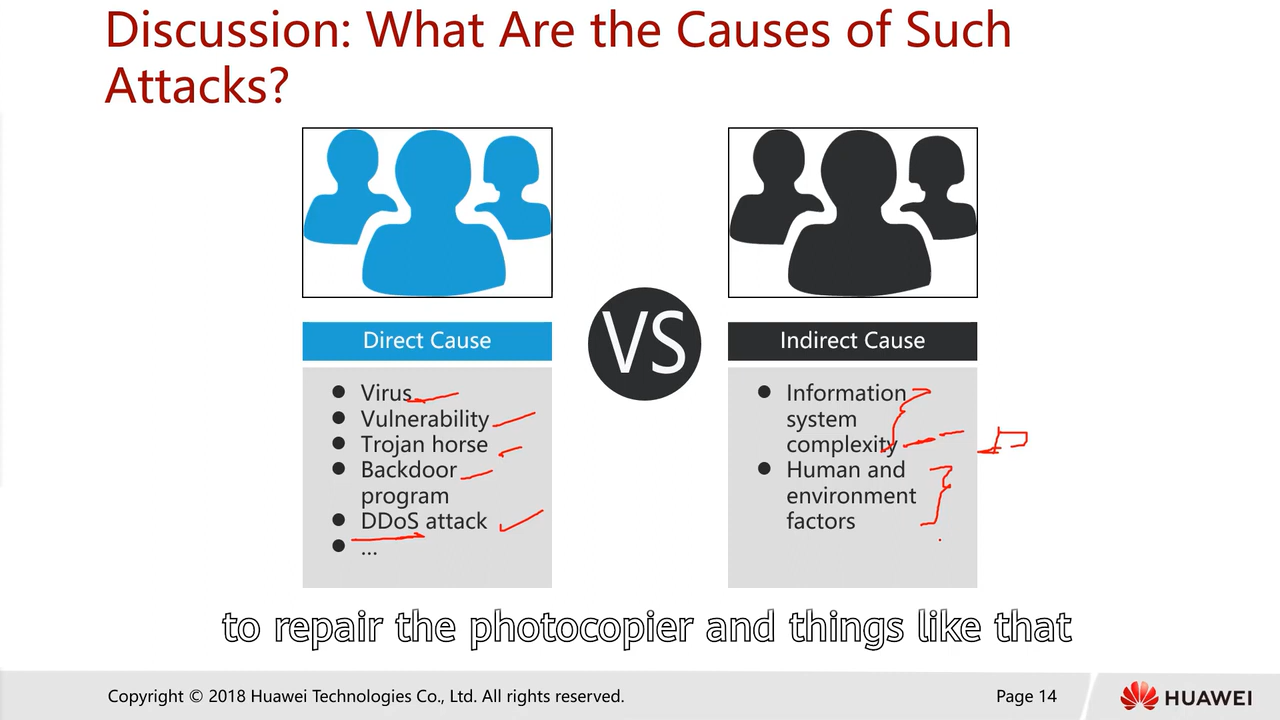 Discussion: What Are the Causes of Such
Attacks?
VS
Direct Cause
● Virus
● Vulnerability
● Trojan horse
● Backdoor
program
● DDoS attack
● ...
Indirect Cause
● Information
system
complexity
● Human and
environment
factors
to repair the photocopier and things like that
Copyright © 2018 Huawei Technologies Co., Ltd. All rights reserved.
Page 14
HUAWEI